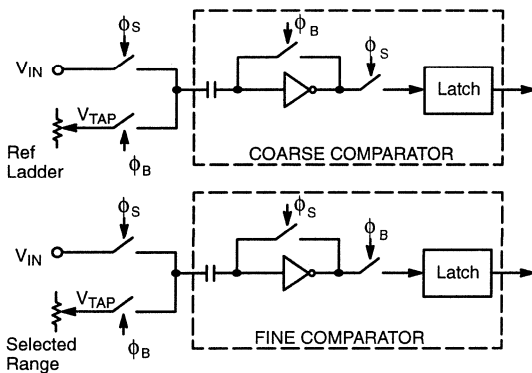 ϕS
ϕB
ϕS
VIN
VTAP
Latch
Ref
Ladder
ϕB
COARSE COMPARATOR
ϕS
ϕS
ϕB
VIN
VTAP
Latch
Selected
Range
ϕB
FINE COMPARATOR